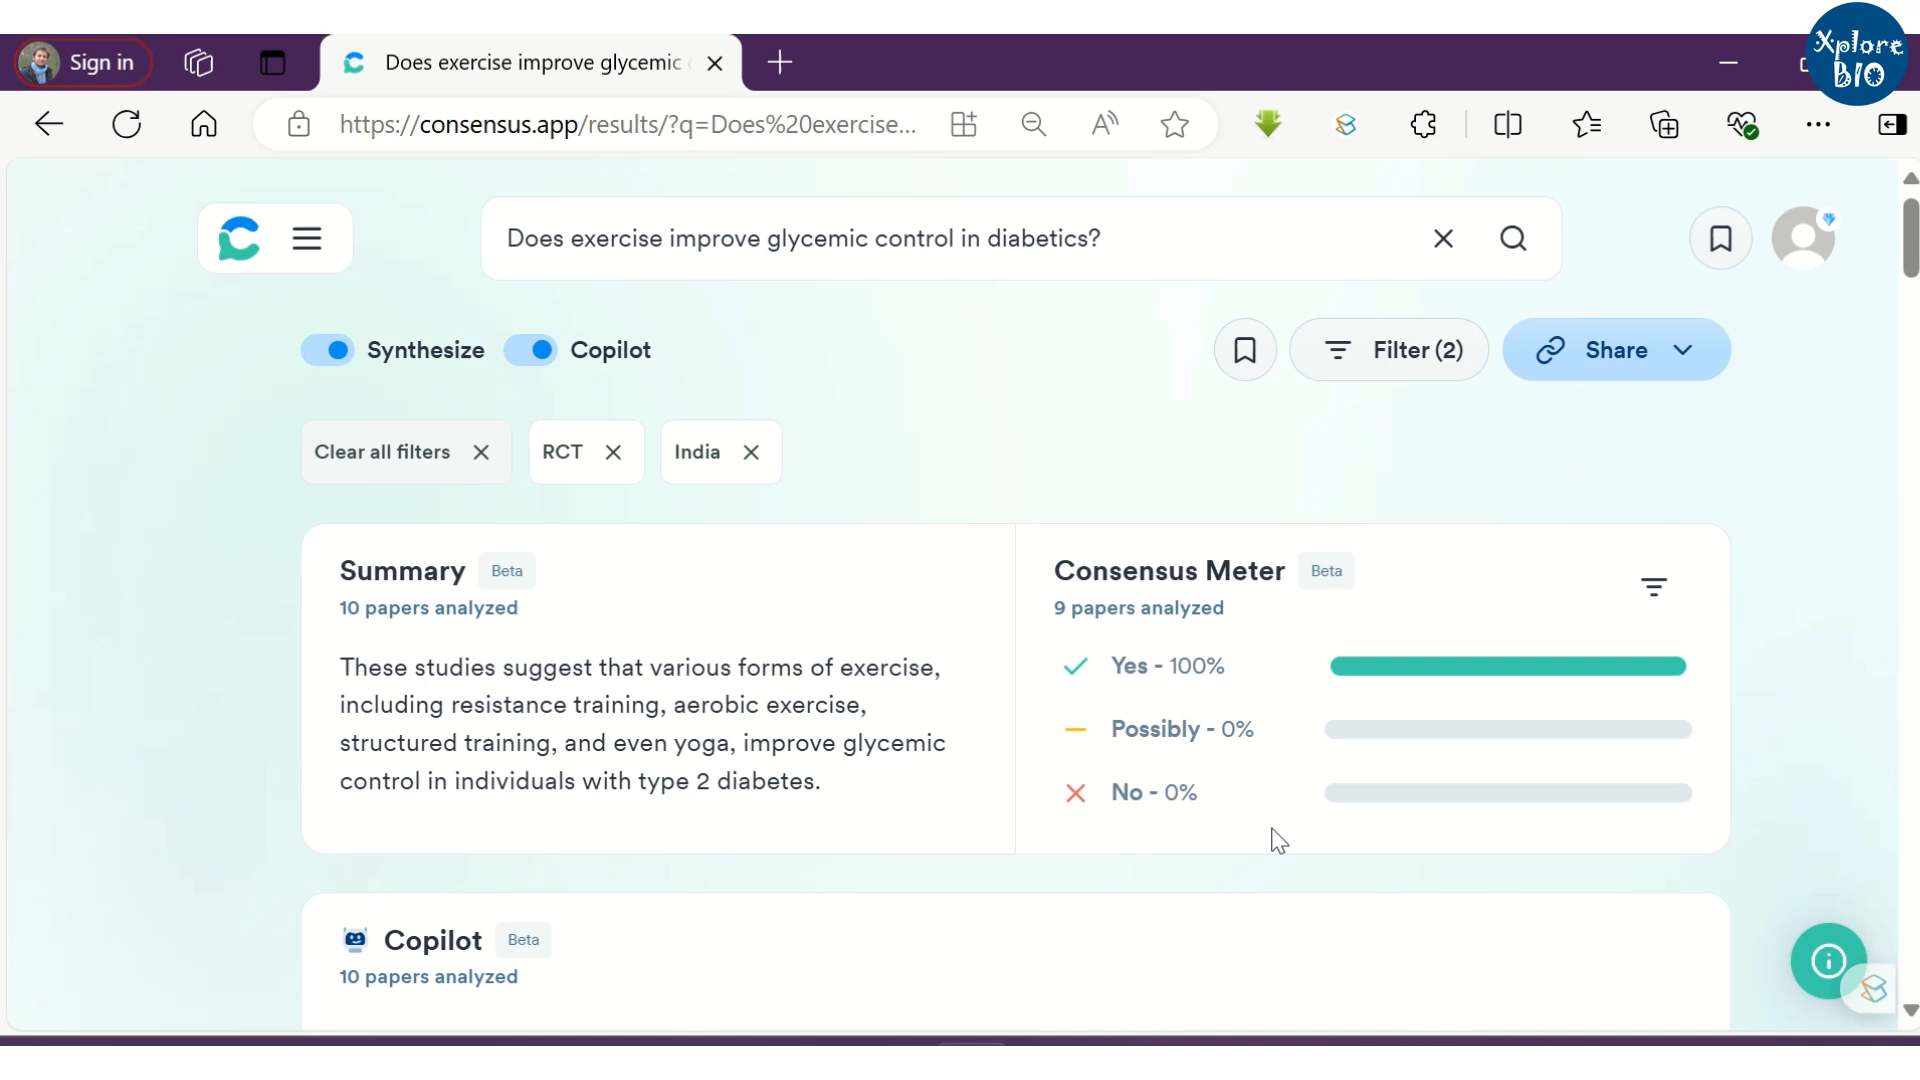 Xplore
BIO
Sign in
Does exercise improve glycemic
https://consensus.app/results/?q=Does%20exercise...
Does exercise improve glycemic control in diabetics?
Synthesize
Copilot
Filter (2)
Share
Clear all filters
RCT
India
Summary
Beta
10 papers analyzed
These studies suggest that various forms of exercise,
including resistance training, aerobic exercise,
structured training, and even yoga, improve glycemic
control in individuals with type 2 diabetes.
Consensus Meter
Beta
9 papers analyzed
Yes - 100%
Possibly - 0%
No - 0%
Copilot
Beta
10 papers analyzed